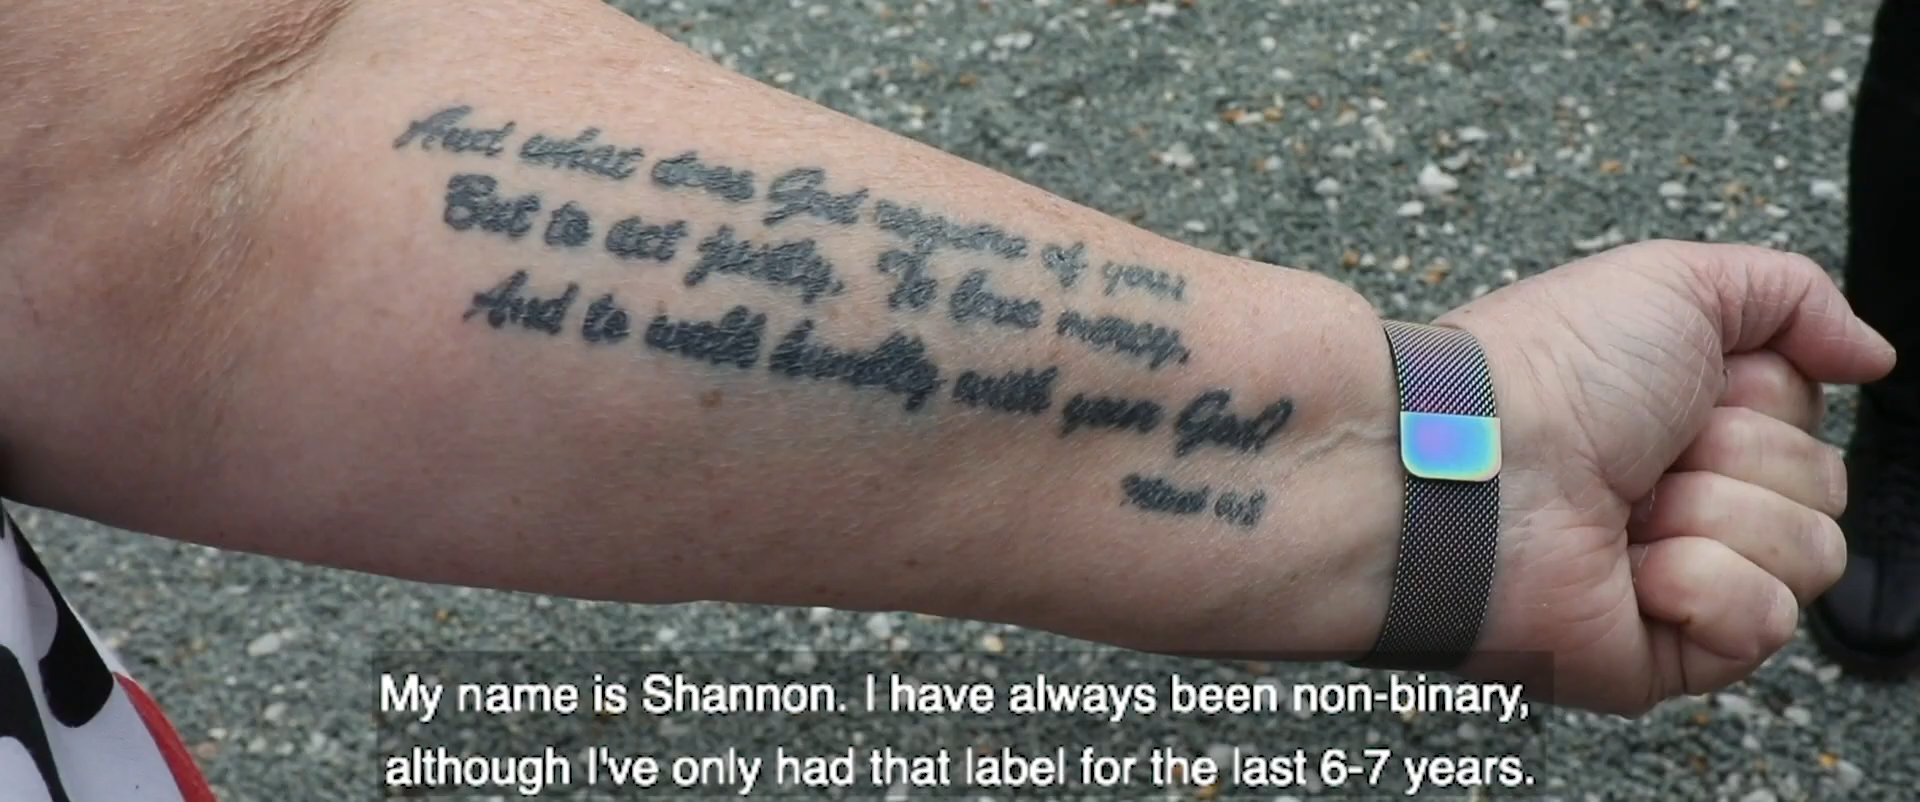 And what does God require of you
But to act justly, To love mercy,
And to walk humbly with your God
Micah 6:8
My name is Shannon. I have always been non-binary,
although I've only had that label for the last 6-7 years.